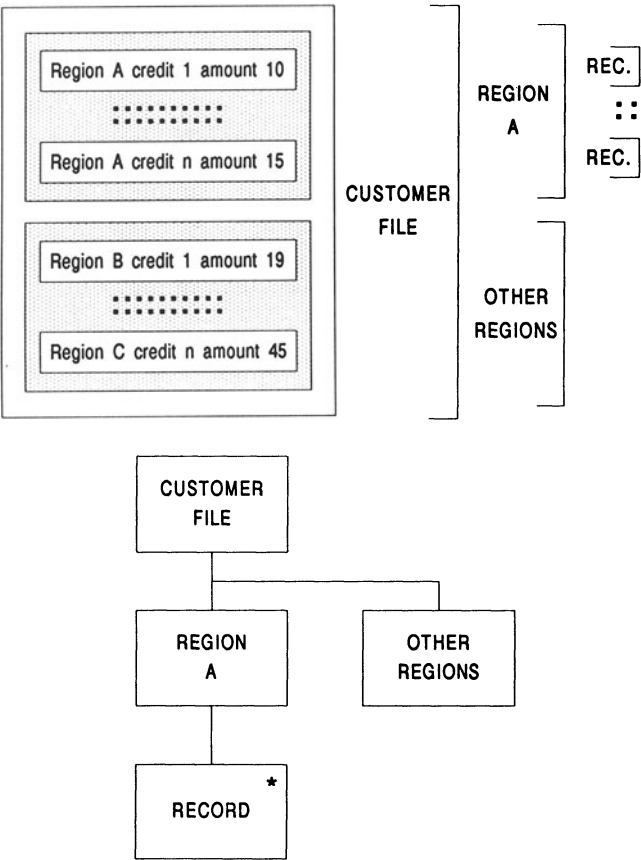 Region A credit 1 amount 10
Region A credit n amount 15
Region B credit 1 amount 19
Region C credit n amount 45
CUSTOMER
FILE
REGION
A
REC.
REC.
OTHER
REGIONS
CUSTOMER
FILE
REGION
A
OTHER
REGIONS
RECORD *